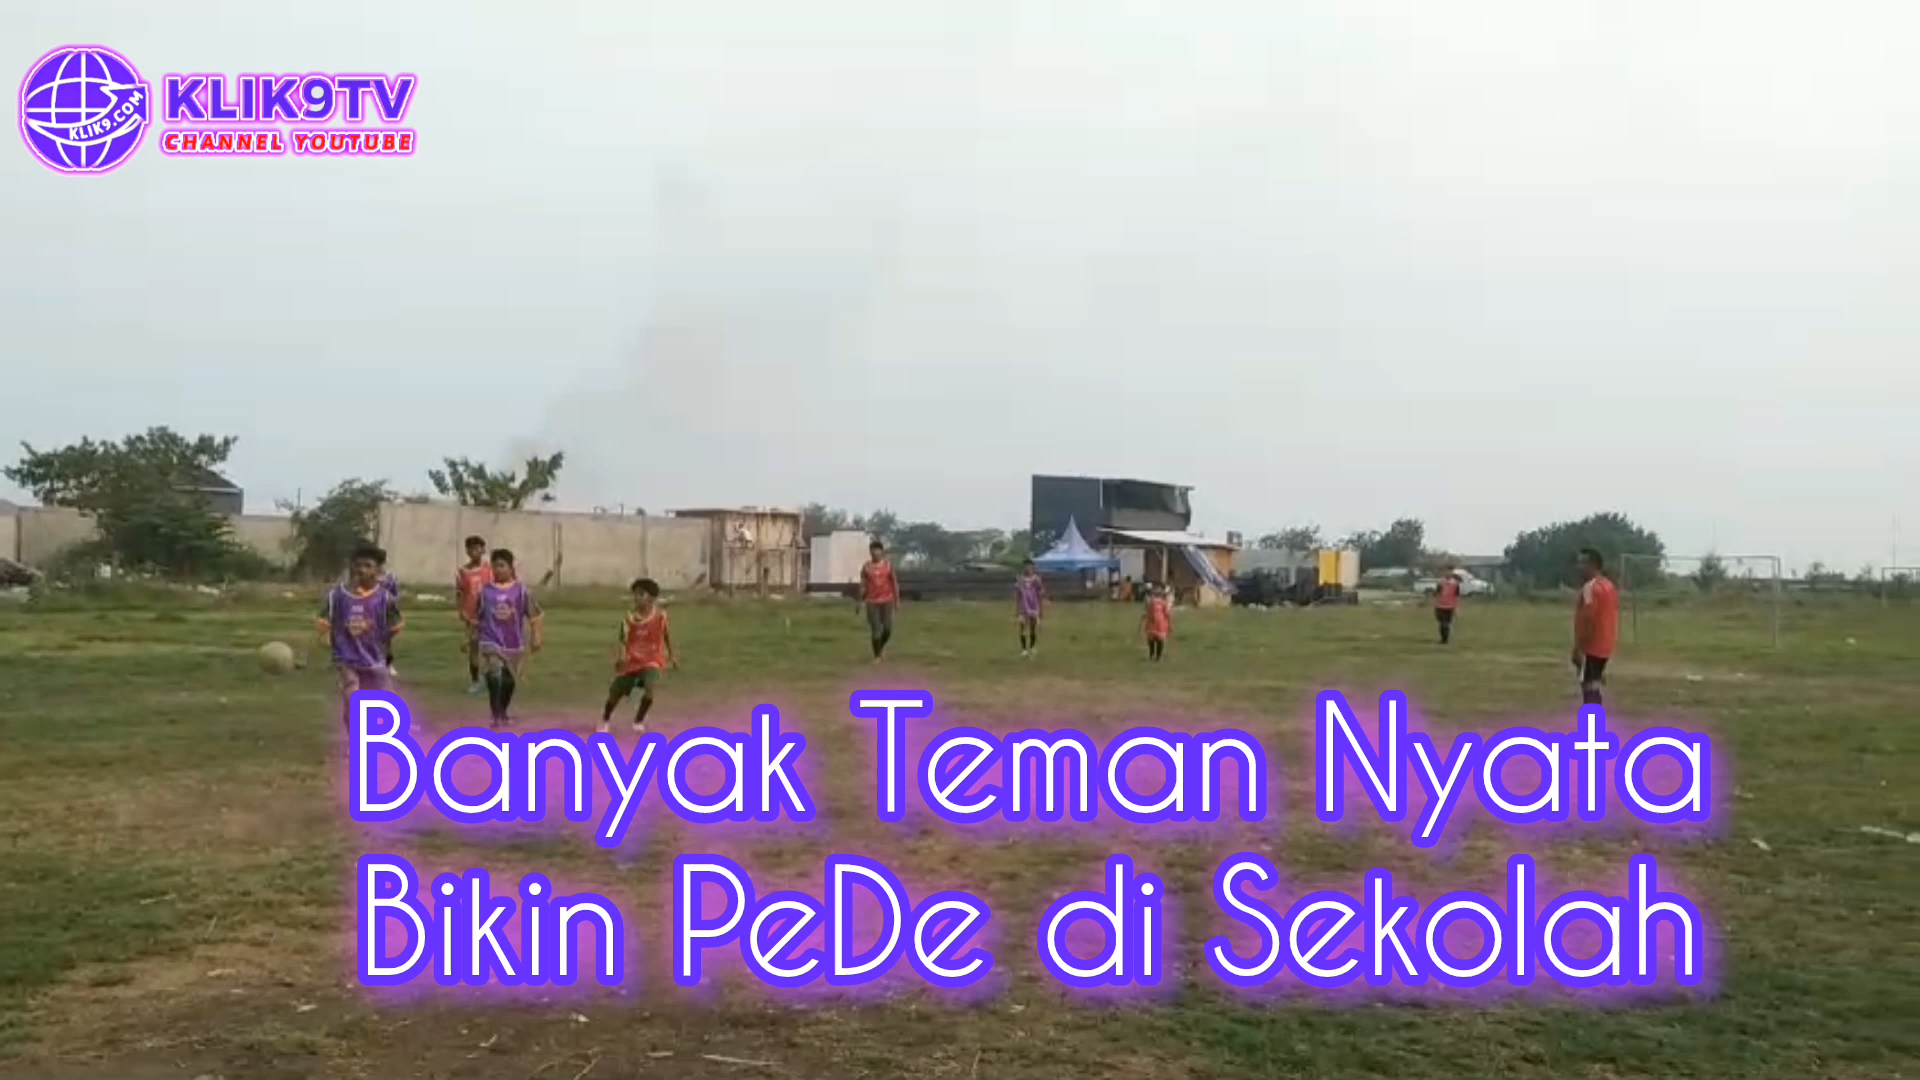 KLIK9TV
KLIK9.COM
CHANNEL YOUTUBE
Banyak Teman Nyata
Bikin PeDe di Sekolah